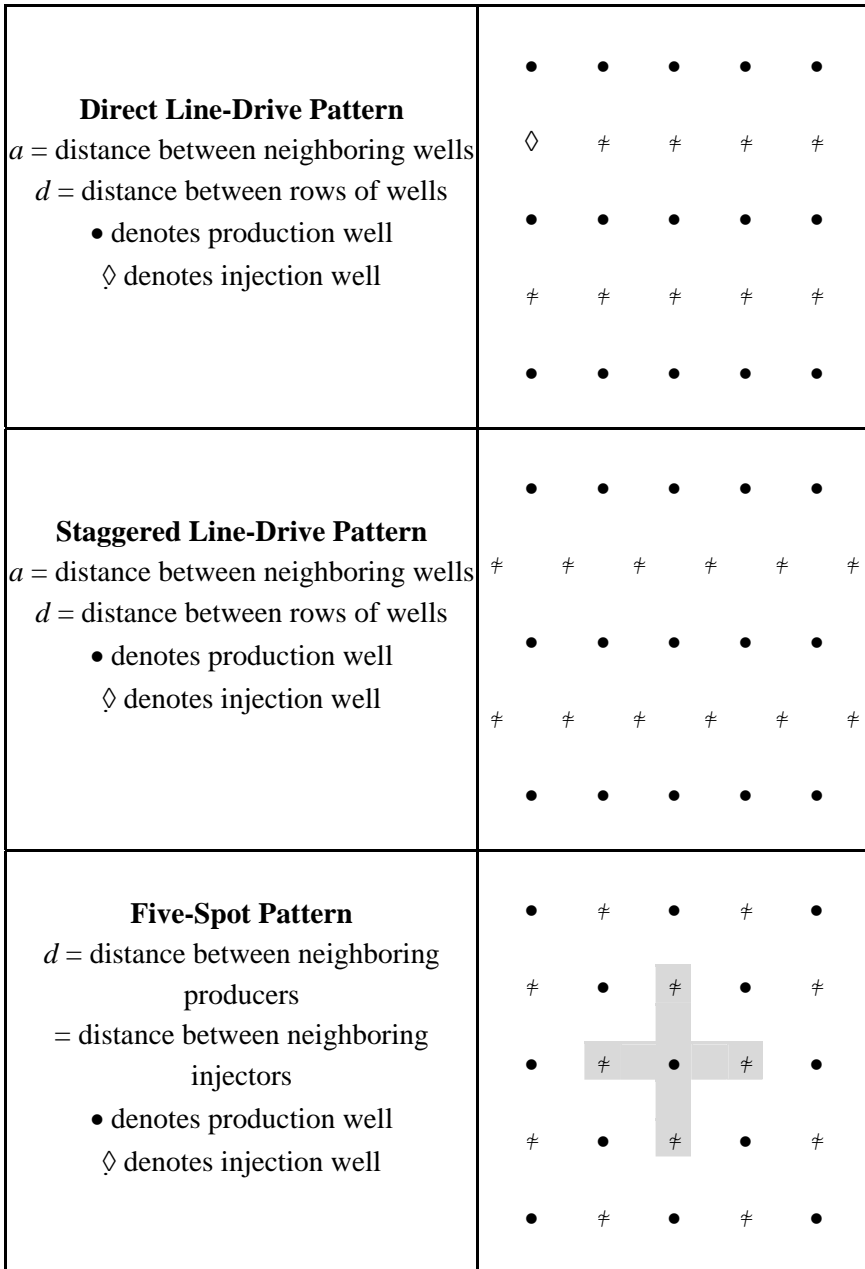 Direct Line-Drive Pattern
a = distance between neighboring wells
d = distance between rows of wells
• denotes production well
◊ denotes injection well
• • • • •
◊ ≠ ≠ ≠ ≠
• • • • •
≠ ≠ ≠ ≠ ≠
• • • • •
Staggered Line-Drive Pattern
a = distance between neighboring wells
d = distance between rows of wells
• denotes production well
◊ denotes injection well
• • • • •
≠ ≠ ≠ ≠ ≠ ≠
• • • • •
≠ ≠ ≠ ≠ ≠ ≠
• • • • •
Five-Spot Pattern
d = distance between neighboring
producers
= distance between neighboring
injectors
• denotes production well
◊ denotes injection well
• ≠ • ≠ •
≠ • ≠ • ≠
• ≠ • ≠ •
≠ • ≠ • ≠
• ≠ • ≠ •